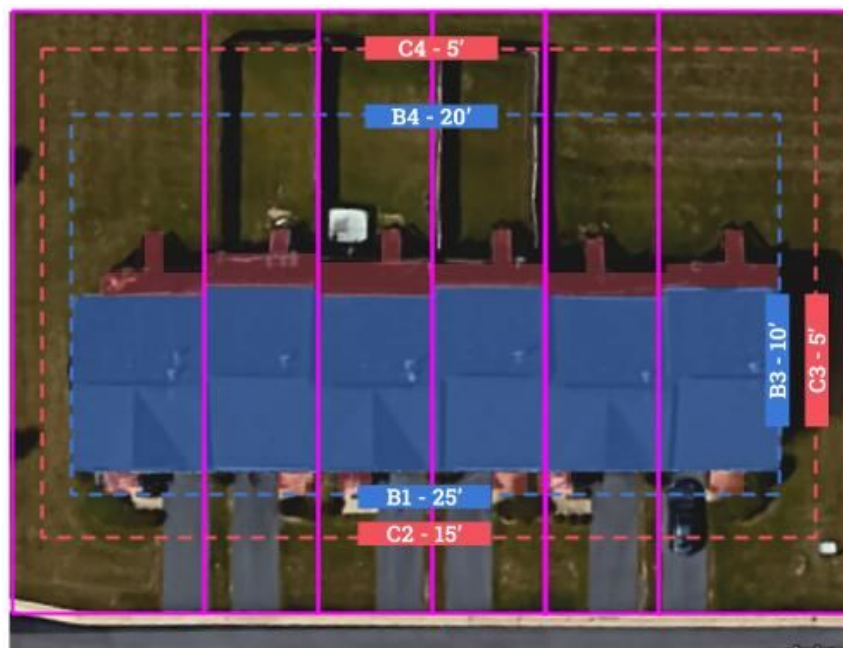 C4 - 5′
B4 - 20′
B3 - 10′
C3 - 5′
B1 - 25′
C2 - 15′